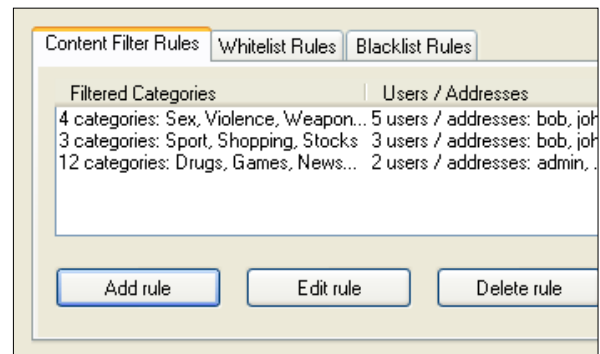 Content Filter Rules Whitelist Rules Blacklist Rules
Filtered Categories Users / Addresses
4 categories: Sex, Violence, Weapon... 5 users / addresses: bob, joh
3 categories: Sport, Shopping, Stocks 3 users / addresses: bob, joh
12 categories: Drugs, Games, News... 2 users / addresses: admin, .
Add rule Edit rule Delete rule